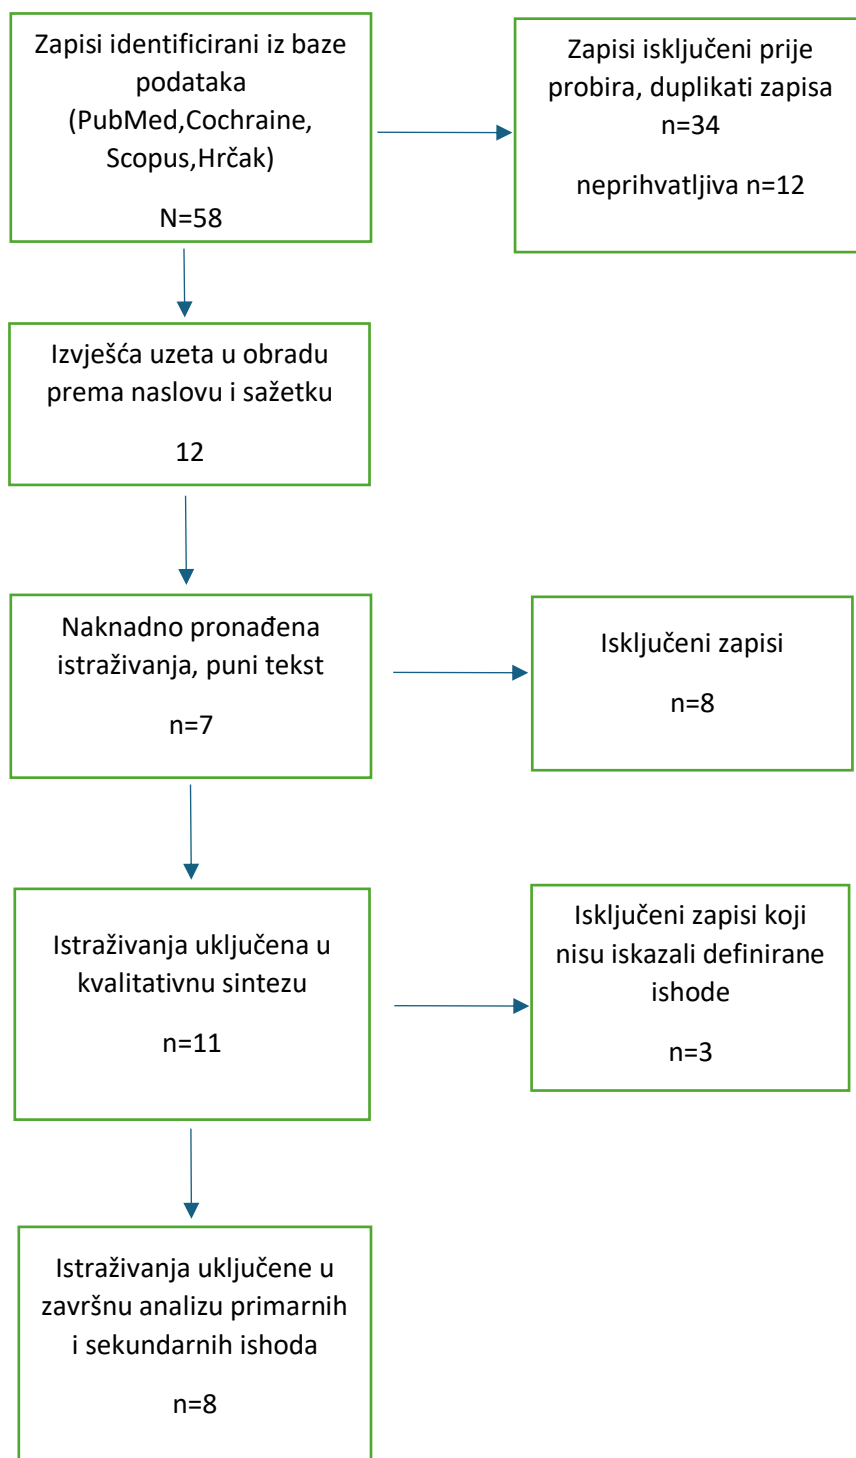 Zapisi identificirani iz baze
podataka
(PubMed,Cochraine,
Scopus,Hrčak)
N=58
Zapisi isključeni prije
probira, duplikati zapisa
n=34
neprihvatljiva n=12
Izvješća uzeta u obradu
prema naslovu i sažetku
12
Naknadno pronađena
istraživanja, puni tekst
n=7
Isključeni zapisi
n=8
Istraživanja uključena u
kvalitativnu sintezu
n=11
Isključeni zapisi koji
nisu iskazali definirane
ishode
n=3
Istraživanja uključene u
završnu analizu primarnih
i sekundarnih ishoda
n=8